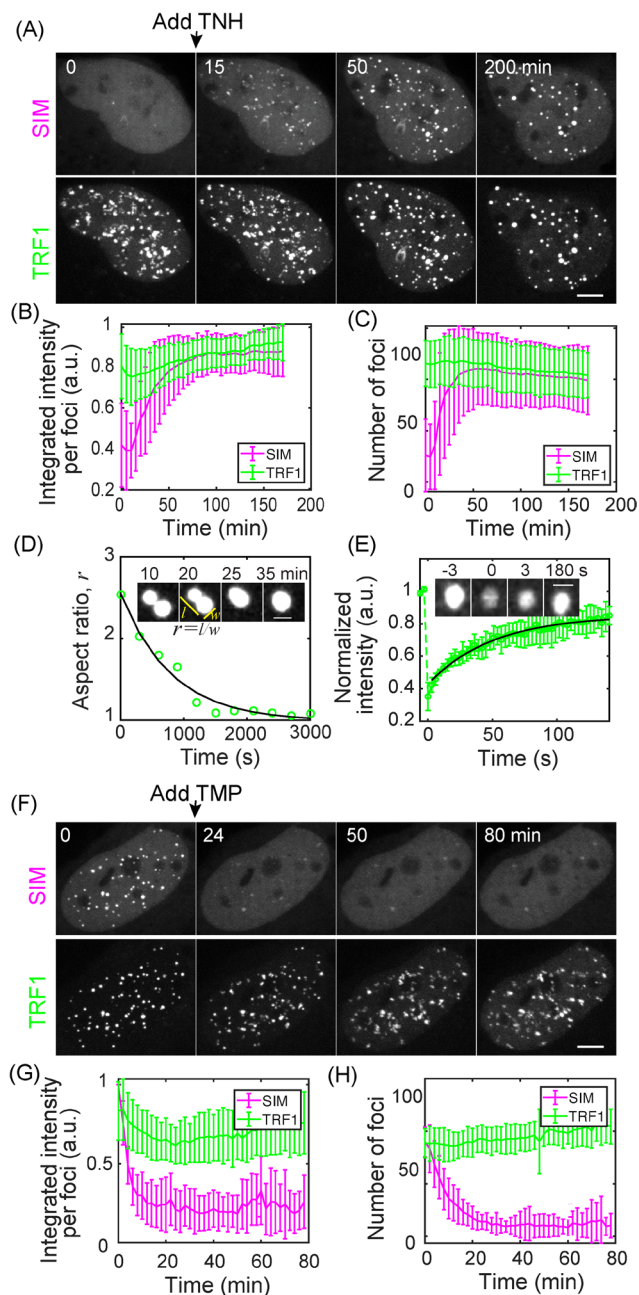 (A)
Add TNH
0
15
50
200 min
SIM
TRF1
(B)
Integrated intensity
per foci (a.u.)
1
0.8
0.6
0.4
0.2
SIM
TRF1
0
50
100
150
200
Time (min)
(C)
Number of foci
100
50
0
SIM
TRF1
0
50
100
150
200
Time (min)
(D)
Aspect ratio, r
3
2
1
10
20
25
35 min
l
w
r=l/w
0
1000
2000
3000
Time (s)
(E)
Normalized
intensity (a.u.)
1
0.8
0.6
0.4
0.2
-3
0
3
180 s
0
50
100
Time (s)
(F)
Add TMP
0
24
50
80 min
SIM
TRF1
(G)
Integrated intensity
per foci (a.u.)
1
0.5
0
SIM
TRF1
0
20
40
60
80
Time (min)
(H)
Number of foci
100
50
0
SIM
TRF1
0
20
40
60
80
Time (min)